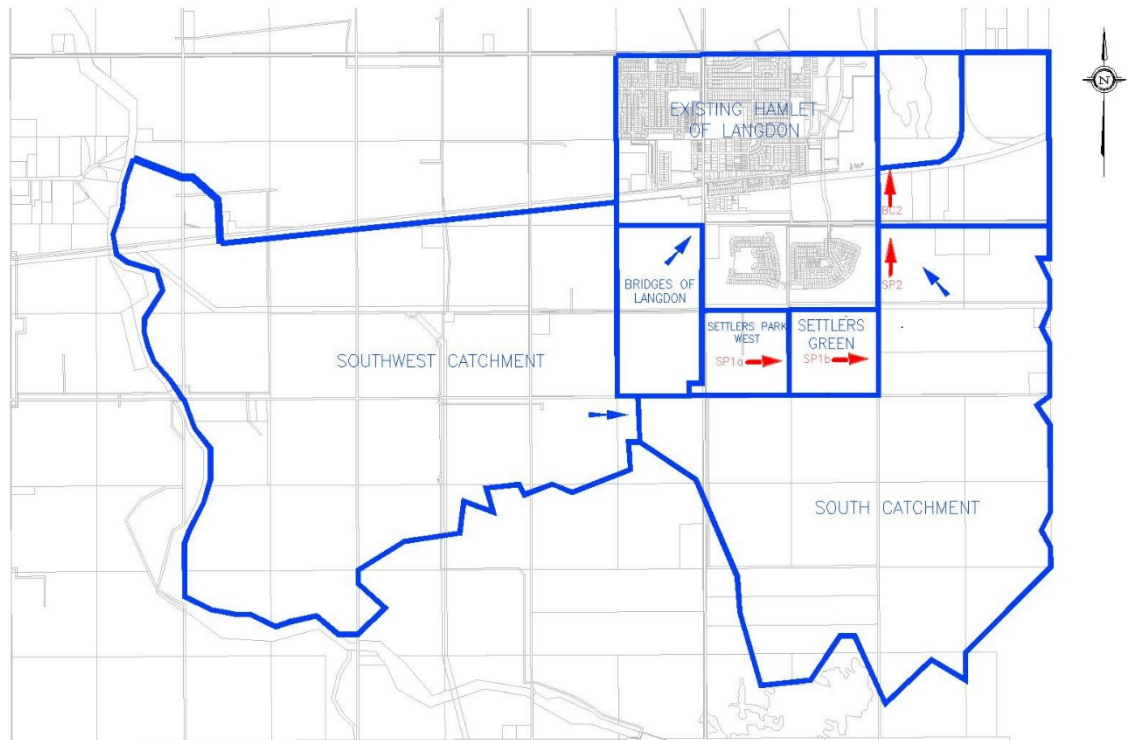 EXISTING HAMLET
OF LANGDON
N
BC2
SP2
BRIDGES OF
LANGDON
SETTLERS PARK
WEST
SP1a
SETTLERS
GREEN
SP1b
SOUTHWEST CATCHMENT
SOUTH CATCHMENT